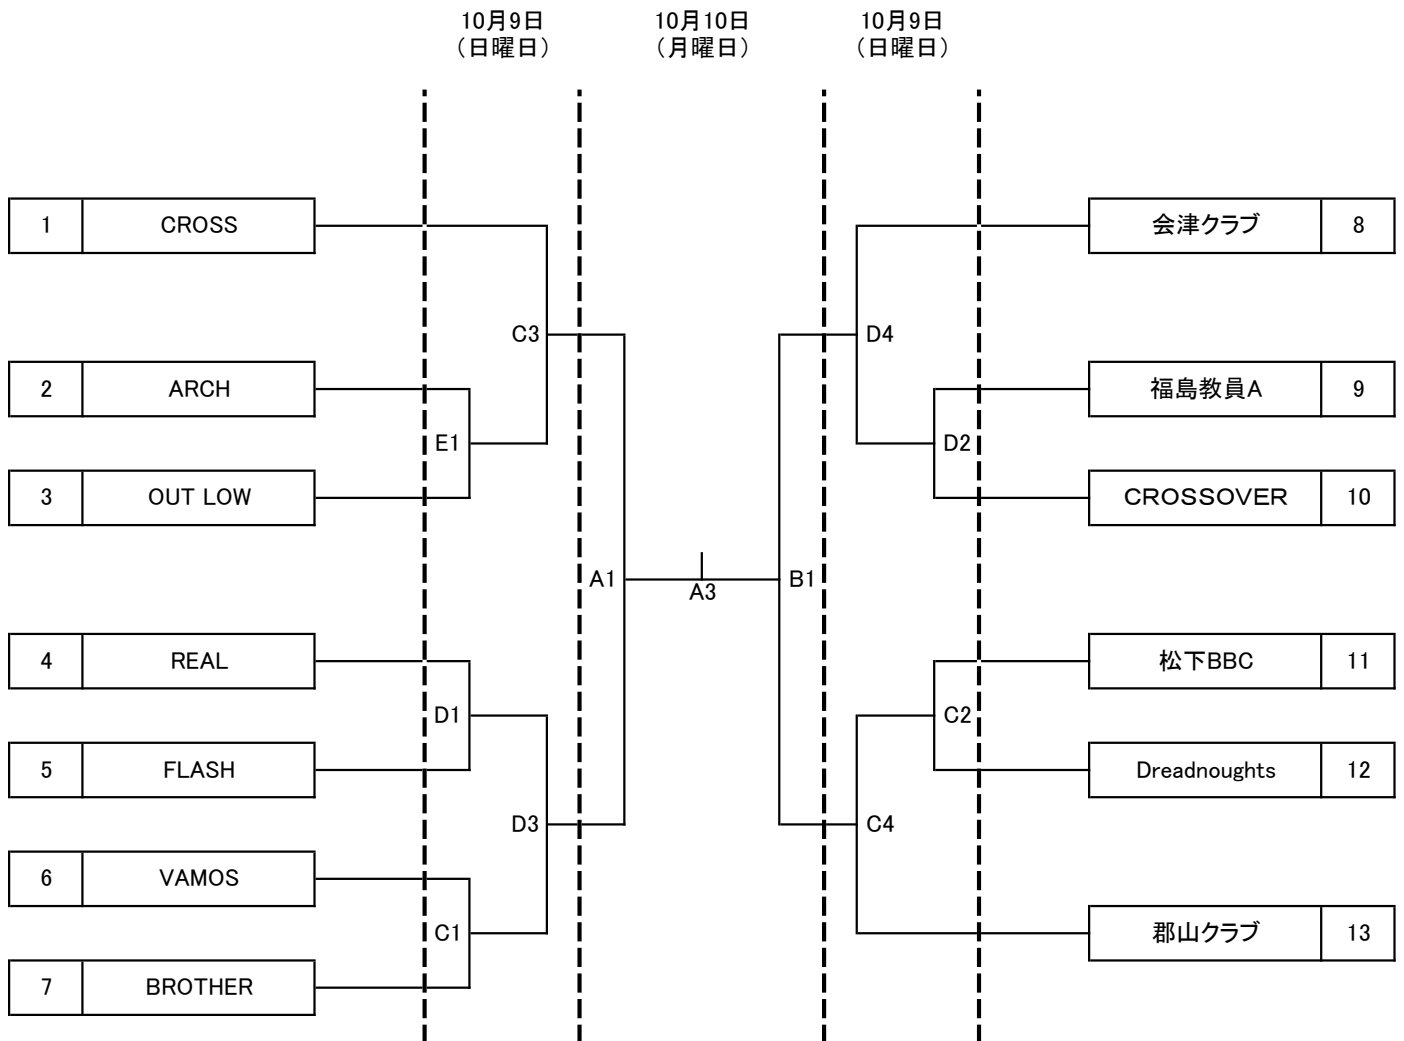 10月9日
（日曜日）
10月10日
（月曜日）
10月9日
（日曜日）
1 CROSS
2 ARCH
3 OUT LOW
4 REAL
5 FLASH
6 VAMOS
7 BROTHER
C3
E1
D1
D3
C1
A1
A3
B1
D4
D2
C2
C4
会津クラブ 8
福島教員A 9
CROSSOVER 10
松下BBC 11
Dreadnoughts 12
郡山クラブ 13